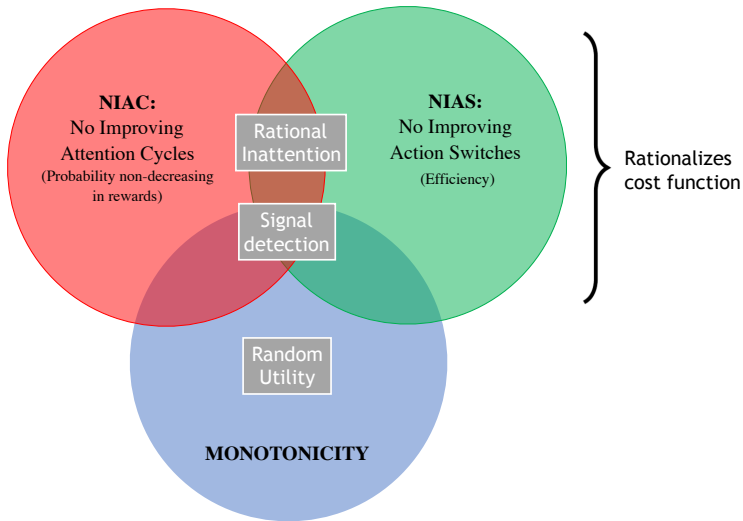 NIAC:
No Improving
Attention Cycles
(Probability non-decreasing
in rewards)
Rational
Inattention
NIAS:
No Improving
Action Switches
(Efficiency)
Rationalizes
cost function
Signal
detection
Random
Utility
MONOTONICITY